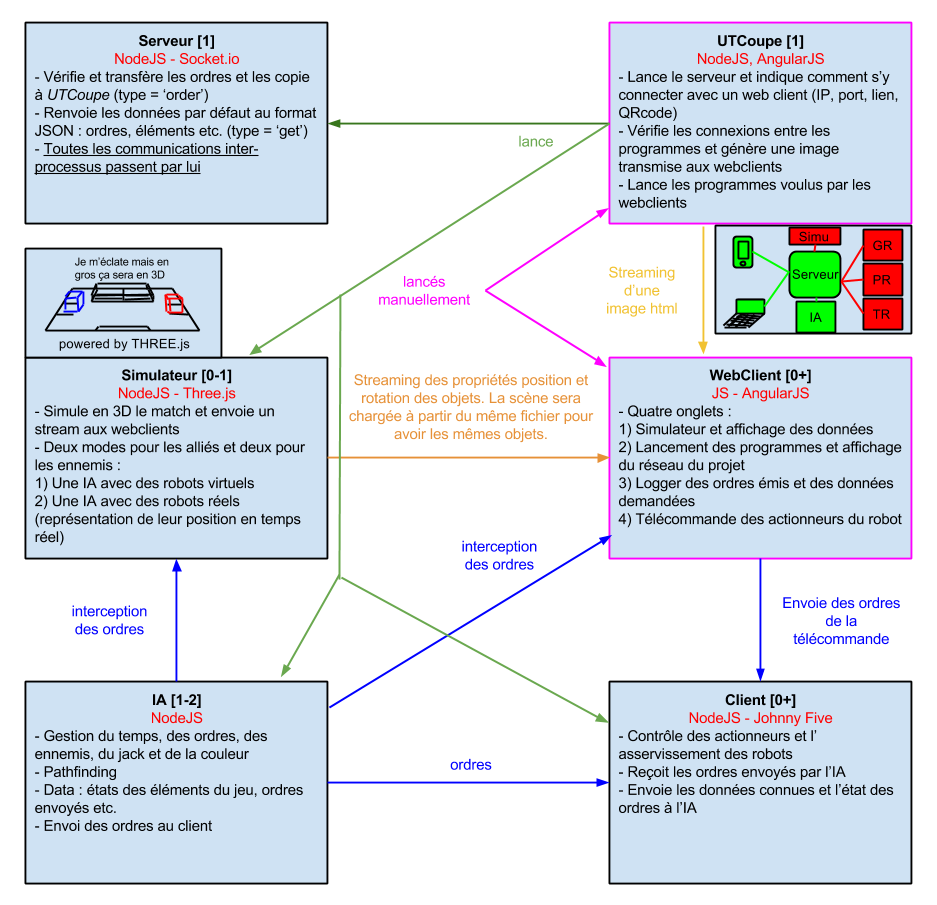 Serveur [1]
NodeJS - Socket.io
- Vérifie et transfère les ordres et les copie
à UTCoupe (type = ‘order’)
- Renvoie les données par défaut au format
JSON : ordres, éléments etc. (type = ‘get’)
- Toutes les communications inter-
processus passent par lui
UTCoupe [1]
NodeJS, AngularJS
- Lance le serveur et indique comment s’y
connecter avec un web client (IP, port, lien,
QRcode)
- Vérifie les connexions entre les
programmes et génère une image
transmise aux webclients
- Lance les programmes voulus par les
webclients
lance
lancés
manuellement
Streaming
d’une
image html
Simu
Serveur
IA
GR
PR
TR
Je m’éclate mais en
gros ça sera en 3D
powered by THREE.js
Simulateur [0-1]
NodeJS - Three.js
- Simule en 3D le match et envoie un
stream aux webclients
- Deux modes pour les alliés et deux pour
les ennemis :
1) Une IA avec des robots virtuels
2) Une IA avec des robots réels
(représentation de leur position en temps
réel)
Streaming des propriétés position et
rotation des objets. La scène sera
chargée à partir du même fichier pour
avoir les mêmes objets.
WebClient [0+]
JS - AngularJS
- Quatre onglets :
1) Simulateur et affichage des données
2) Lancement des programmes et affichage
du réseau du projet
3) Logger des ordres émis et des données
demandées
4) Télécommande des actionneurs du robot
interception
des ordres
interception
des ordres
Envoie des ordres
de la
télécommande
IA [1-2]
NodeJS
- Gestion du temps, des ordres, des
ennemis, du jack et de la couleur
- Pathfinding
- Data : états des éléments du jeu, ordres
envoyés etc.
- Envoi des ordres au client
ordres
Client [0+]
NodeJS - Johnny Five
- Contrôle des actionneurs et l’
asservissement des robots
- Reçoit les ordres envoyés par l’IA
- Envoie les données connues et l’état des
ordres à l’IA